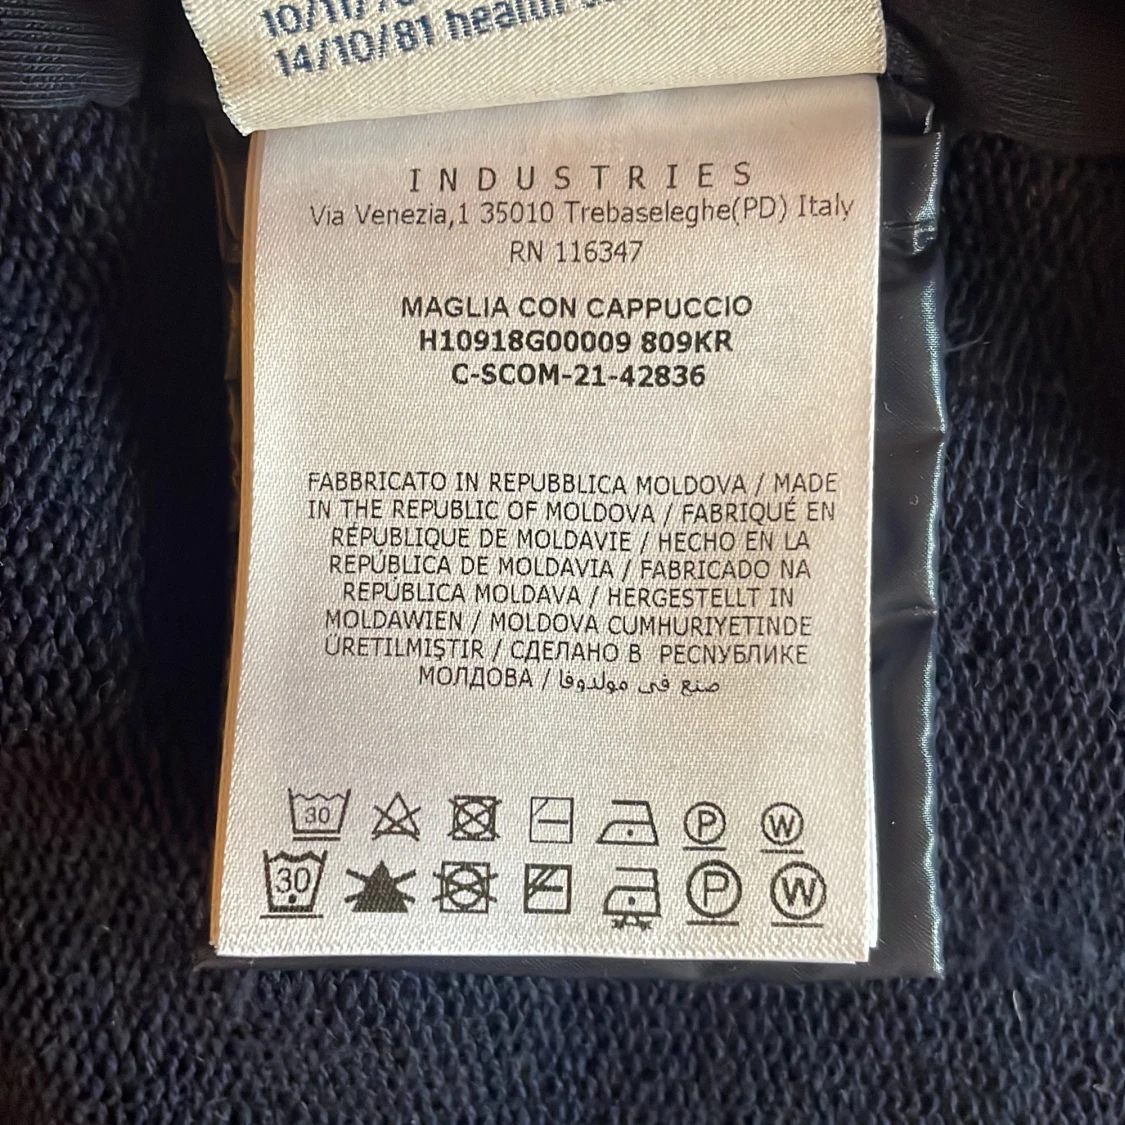 10/11/
14/10/81 health
INDUSTRIES
Via Venezia,1 35010 Trebaseleghe(PD) Italy
RN 116347
MAGLIA CON CAPPUCCIO
H10918G00009 809KR
C-SCOM-21-42836
FABBRICATO IN REPUBBLICA MOLDOVA / MADE
IN THE REPUBLIC OF MOLDOVA / FABRIQUÉ EN
RÉPUBLIQUE DE MOLDAVIE / HECHO EN LA
REPÚBLICA DE MOLDAVIA / FABRICADO NA
REPÚBLICA MOLDAVA / HERGESTELLT IN
MOLDAWIEN / MOLDOVA CUMHURIYETINDE
ÜRETILMIŞTIR / СДЕЛАНО В РЕСПУБЛИКЕ
МОЛДОВА / صنع في مولدوفا
30 P W
30 P W